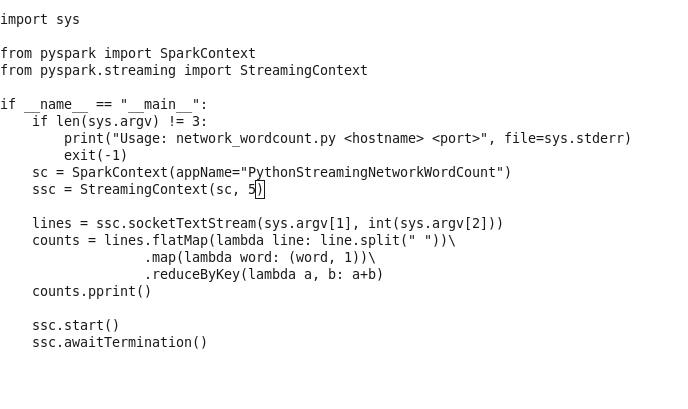 import sys

from pyspark import SparkContext
from pyspark.streaming import StreamingContext

if __name__ == "__main__":
    if len(sys.argv) != 3:
        print("Usage: network_wordcount.py <hostname> <port>", file=sys.stderr)
        exit(-1)
    sc = SparkContext(appName="PythonStreamingNetworkWordCount")
    ssc = StreamingContext(sc, 5)

    lines = ssc.socketTextStream(sys.argv[1], int(sys.argv[2]))
    counts = lines.flatMap(lambda line: line.split(" "))\
                  .map(lambda word: (word, 1))\
                  .reduceByKey(lambda a, b: a+b)
    counts.pprint()

    ssc.start()
    ssc.awaitTermination()